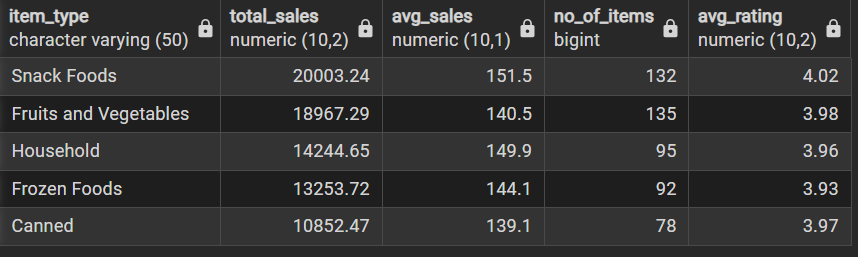 item_type total_sales avg_sales no_of_items avg_rating
character varying (50) numeric (10,2) numeric (10,1) bigint numeric (10,2)
Snack Foods 20003.24 151.5 132 4.02
Fruits and Vegetables 18967.29 140.5 135 3.98
Household 14244.65 149.9 95 3.96
Frozen Foods 13253.72 144.1 92 3.93
Canned 10852.47 139.1 78 3.97